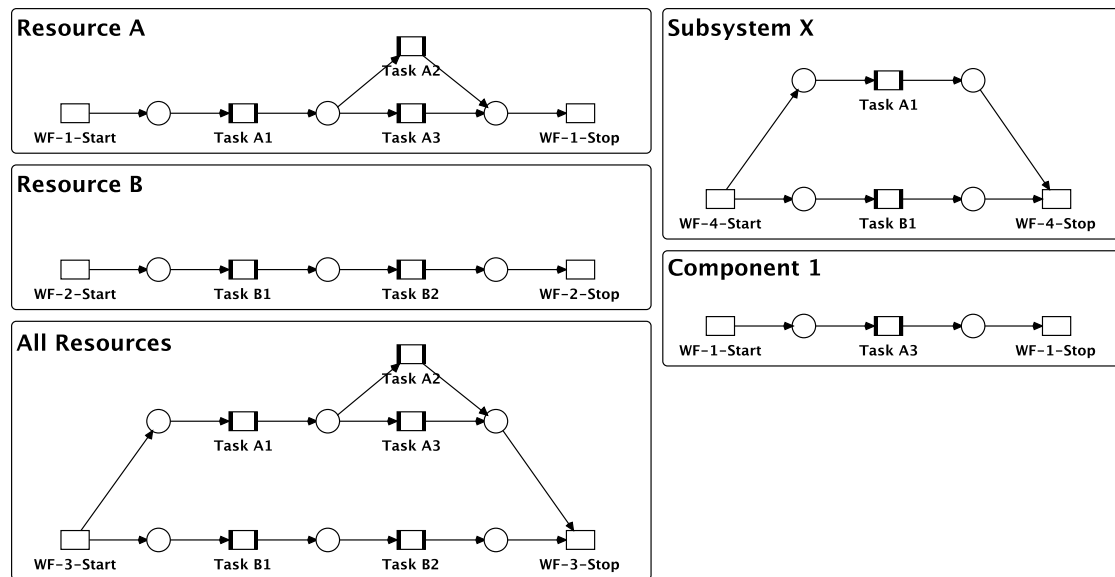 Resource A
Task A2
WF-1-Start
Task A1
Task A3
WF-1-Stop
Resource B
WF-2-Start
Task B1
Task B2
WF-2-Stop
All Resources
Task A2
Task A1
Task A3
WF-3-Start
Task B1
Task B2
WF-3-Stop
Subsystem X
Task A1
WF-4-Start
Task B1
WF-4-Stop
Component 1
WF-1-Start
Task A3
WF-1-Stop